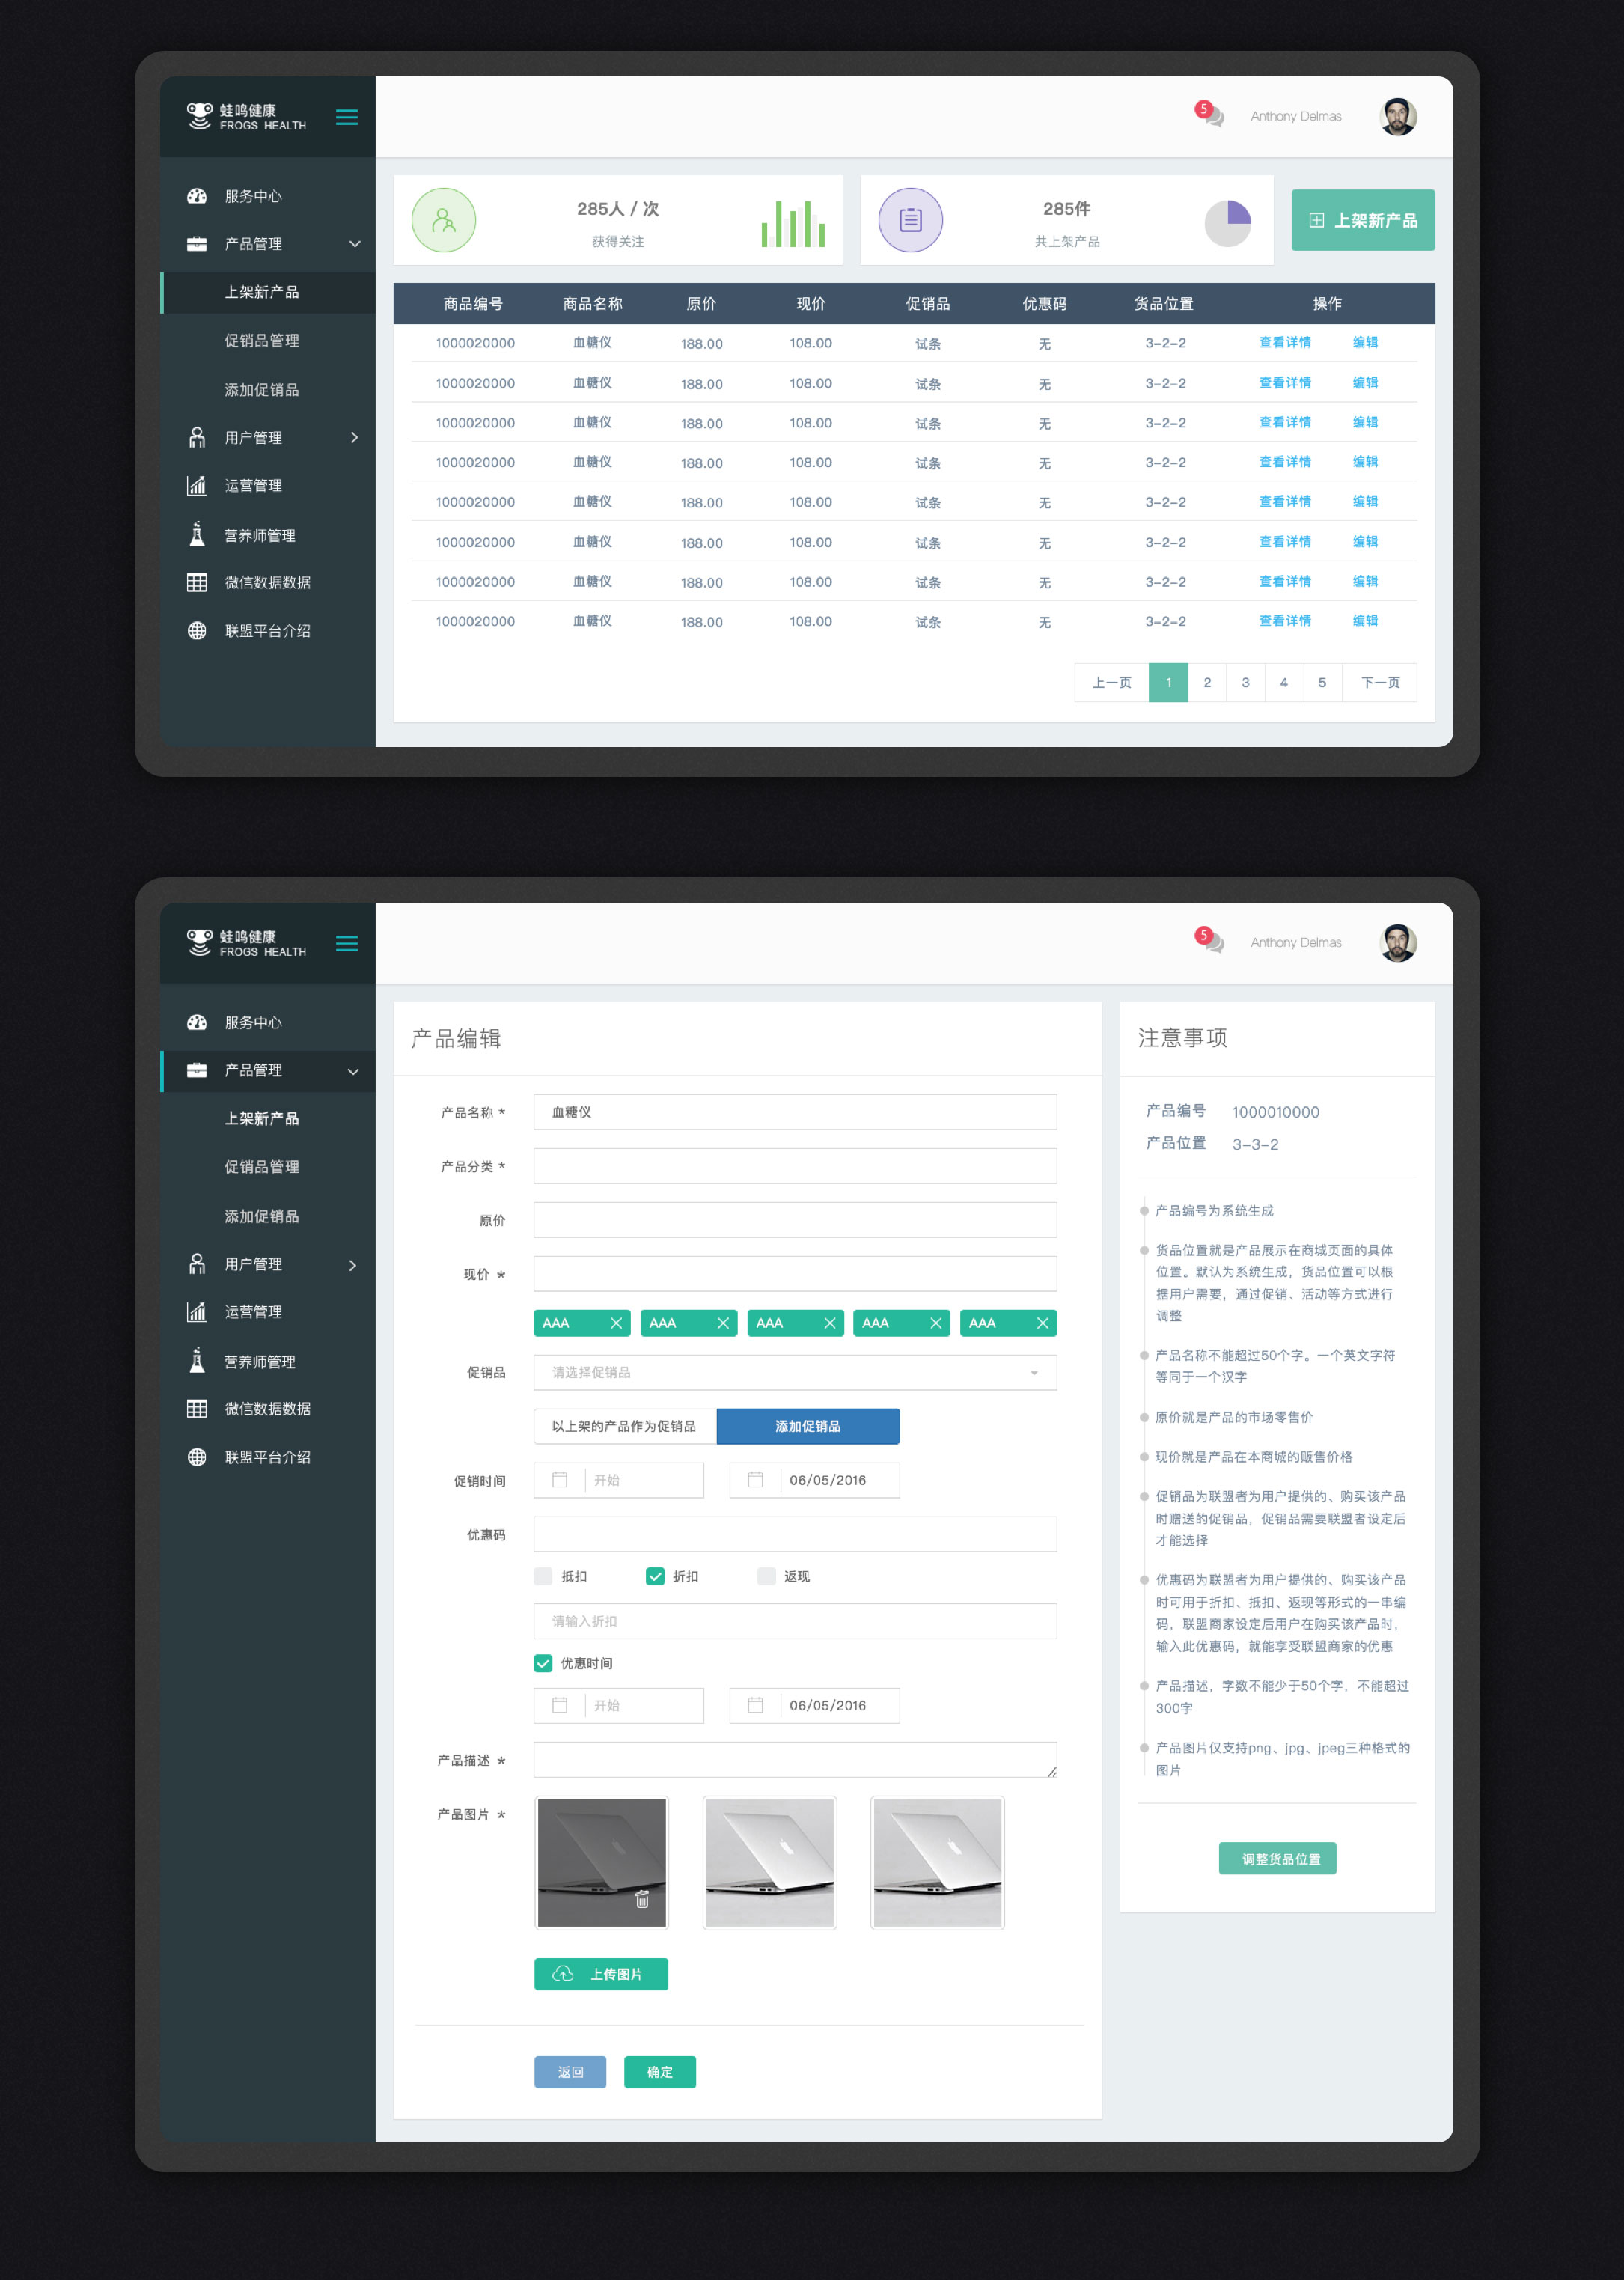 蛙鸣健康
FROGS HEALTH
5
Anthony Delmas
服务中心
产品管理
上架新产品
促销品管理
添加促销品
用户管理
运营管理
营养师管理
微信数据数据
联盟平台介绍
285人 / 次
获得关注
285件
共上架产品
上架新产品
商品编号 商品名称 原价 现价 促销品 优惠码 货品位置 操作
1000020000 血糖仪 188.00 108.00 试条 无 3-2-2 查看详情 编辑
1000020000 血糖仪 188.00 108.00 试条 无 3-2-2 查看详情 编辑
1000020000 血糖仪 188.00 108.00 试条 无 3-2-2 查看详情 编辑
1000020000 血糖仪 188.00 108.00 试条 无 3-2-2 查看详情 编辑
1000020000 血糖仪 188.00 108.00 试条 无 3-2-2 查看详情 编辑
1000020000 血糖仪 188.00 108.00 试条 无 3-2-2 查看详情 编辑
1000020000 血糖仪 188.00 108.00 试条 无 3-2-2 查看详情 编辑
1000020000 血糖仪 188.00 108.00 试条 无 3-2-2 查看详情 编辑
上一页 1 2 3 4 5 下一页
蛙鸣健康
FROGS HEALTH
5
Anthony Delmas
服务中心
产品管理
上架新产品
促销品管理
添加促销品
用户管理
运营管理
营养师管理
微信数据数据
联盟平台介绍
产品编辑
产品名称 * 血糖仪
产品分类 *
原价
现价 *
AAA AAA AAA AAA AAA
促销品 请选择促销品
以上架的产品作为促销品 添加促销品
促销时间 开始 06/05/2016
优惠码
抵扣 折扣 返现
请输入折扣
优惠时间
开始 06/05/2016
产品描述 *
产品图片 *
上传图片
返回 确定
注意事项
产品编号 1000010000
产品位置 3-3-2
产品编号为系统生成
货品位置就是产品展示在商城页面的具体
位置。默认为系统生成，货品位置可以根
据用户需要，通过促销、活动等方式进行
调整
产品名称不能超过50个字。一个英文字符
等同于一个汉字
原价就是产品的市场零售价
现价就是产品在本商城的贩售价格
促销品为联盟者为用户提供的、购买该产品
时赠送的促销品，促销品需要联盟者设定后
才能选择
优惠码为联盟者为用户提供的、购买该产品
时可用于折扣、抵扣、返现等形式的一串编
码，联盟商家设定后用户在购买该产品时，
输入此优惠码，就能享受联盟商家的优惠
产品描述，字数不能少于50个字，不能超过
300字
产品图片仅支持png、jpg、jpeg三种格式的
图片
调整货品位置